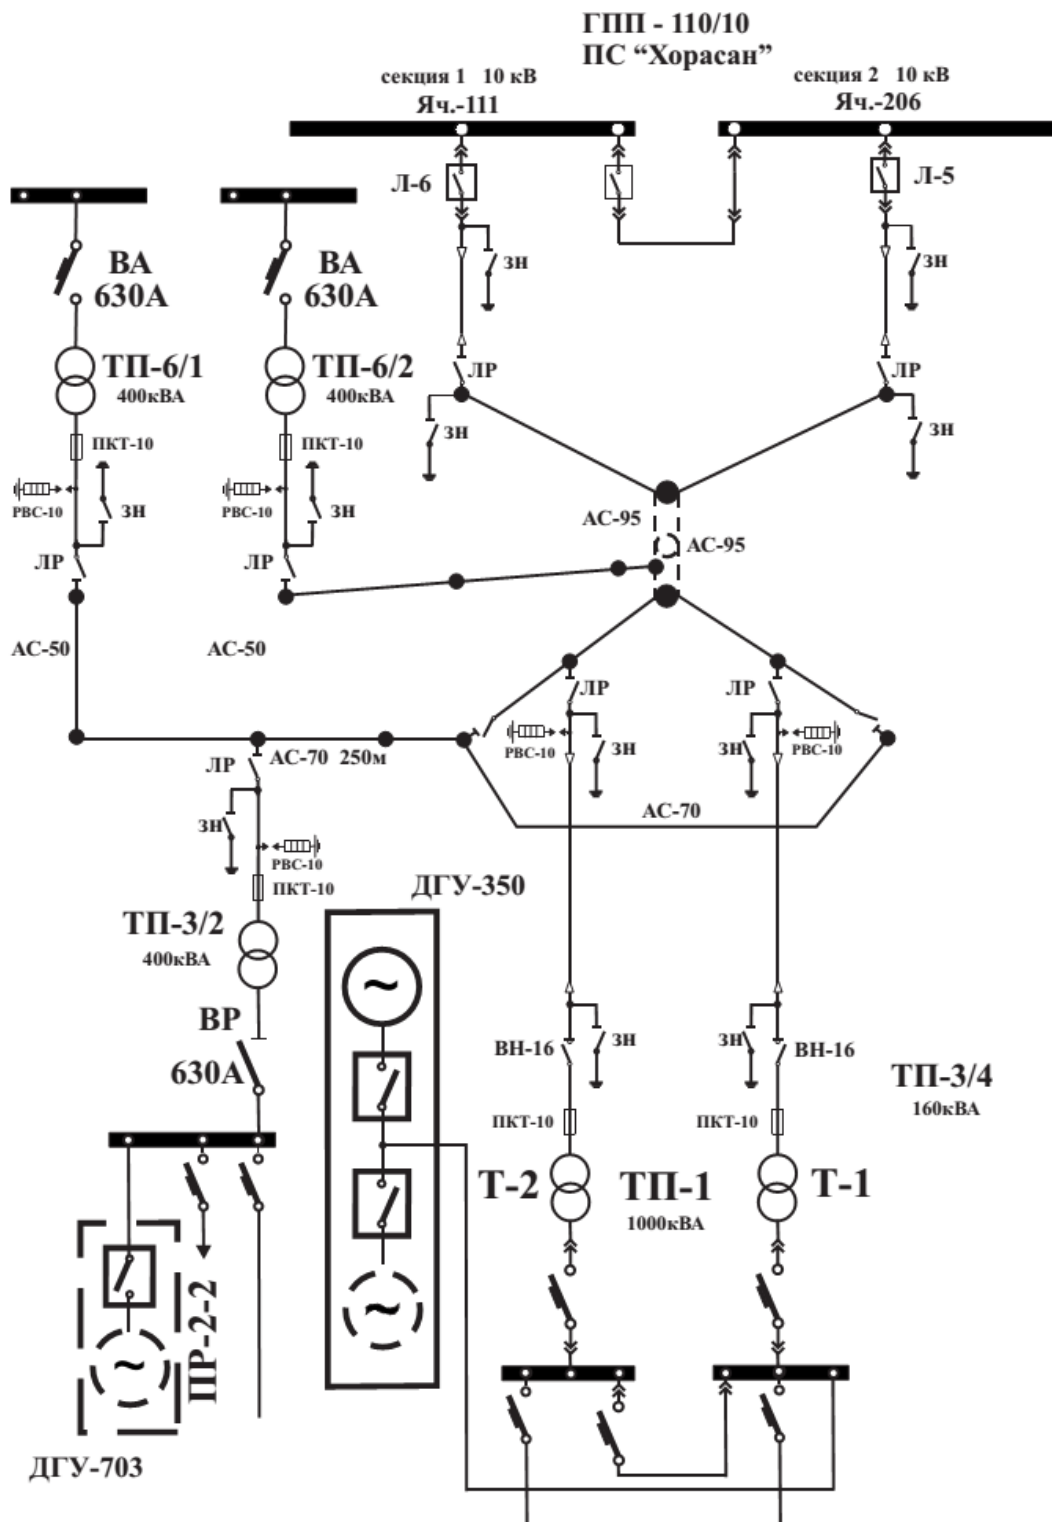 ГПП - 110/10
ПС “Хорасан”
секция 1 10 кВ
Яч.-111
секция 2 10 кВ
Яч.-206
Л-6
Л-5
ЗН
ЗН
ВА
630А
ВА
630А
ТП-6/1
400кВА
ТП-6/2
400кВА
ЛР
ЛР
ЗН
ЗН
ПКТ-10
ПКТ-10
РВС-10
ЗН
РВС-10
ЗН
АС-95
АС-95
ЛР
ЛР
АС-50
АС-50
ЛР
ЛР
РВС-10
ЗН
ЗН
РВС-10
ЛР
АС-70 250м
АС-70
ЗН
РВС-10
ПКТ-10
ДГУ-350
ТП-3/2
400кВА
~
ВР
630А
ВН-16
ЗН
ЗН
ВН-16
ТП-3/4
160кВА
ПКТ-10
ПКТ-10
Т-2
ТП-1
1000кВА
Т-1
~
ПР-2-2
~
ДГУ-703